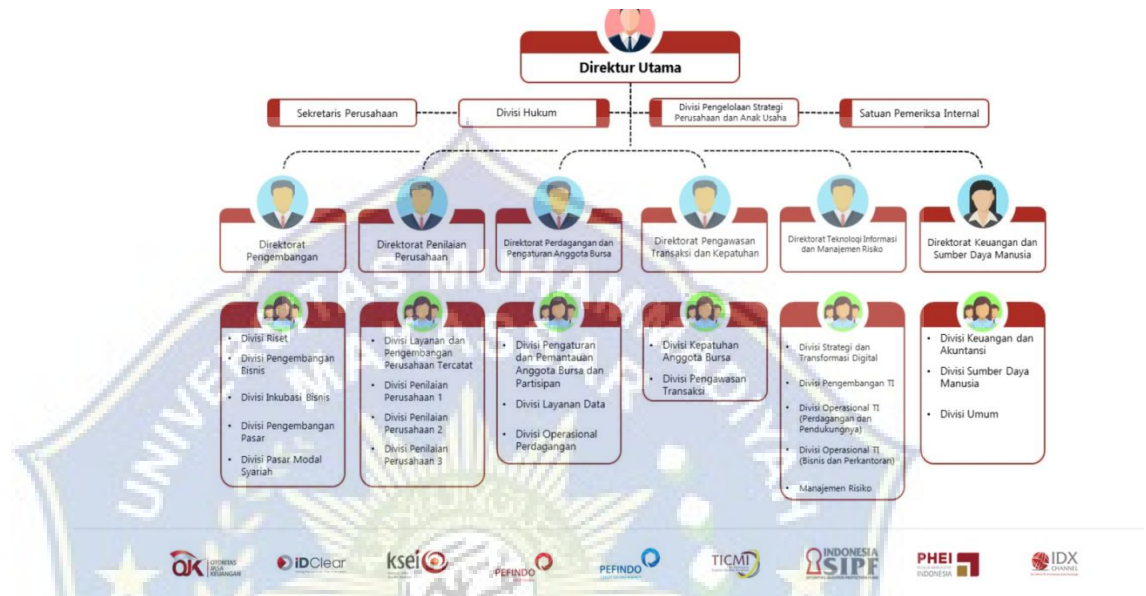 Direktur Utama
Sekretaris Perusahaan
Divisi Hukum
Divisi Pengelolaan Strategi
Perusahaan dan Anak Usaha
Satuan Pemeriksa Internal
Direktorat
Pengembangan
Direktorat Penilaian
Perusahaan
Direktorat Perdagangan dan
Pengaturan Anggota Bursa
Direktorat Pengawasan
Transaksi dan Kepatuhan
Direktorat Teknologi Informasi
dan Manajemen Risiko
Direktorat Keuangan dan
Sumber Daya Manusia
• Divisi Riset
• Divisi Pengembangan
Bisnis
• Divisi Inkubasi Bisnis
• Divisi Pengembangan
Pasar
• Divisi Pasar Modal
Syariah
• Divisi Layanan dan
Pengembangan
Perusahaan Tercatat
• Divisi Penilaian
Perusahaan 1
• Divisi Penilaian
Perusahaan 2
• Divisi Penilaian
Perusahaan 3
• Divisi Pengaturan
dan Pemantauan
Anggota Bursa dan
Partisipan
• Divisi Layanan Data
• Divisi Operasional
Perdagangan
• Divisi Kepatuhan
Anggota Bursa
• Divisi Pengawasan
Transaksi
• Divisi Strategi dan
Transformasi Digital
• Divisi Pengembangan TI
• Divisi Operasional TI
(Perdagangan dan
Pendukungnya)
• Divisi Operasional TI
(Bisnis dan Perkantoran)
• Manajemen Risiko
• Divisi Keuangan dan
Akuntansi
• Divisi Sumber Daya
Manusia
• Divisi Umum
UNIVERSITAS MUHAMMADIYAH
MAKASSAR
OJK
OTORITAS
JASA
KEUANGAN
iDClear
ksei
PEFINDO
PEFINDO
TICMI
INDONESIA
SIPF
PHEI
INDONESIA
IDX
CHANNEL